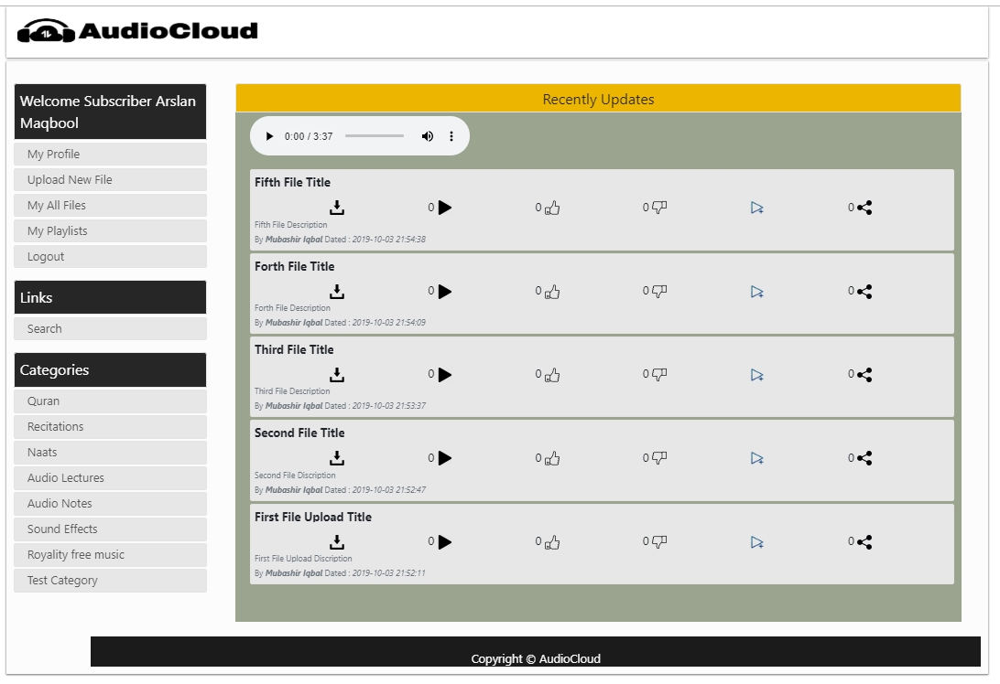 AudioCloud
Welcome Subscriber Arslan
Maqbool
My Profile
Upload New File
My All Files
My Playlists
Logout
Links
Search
Categories
Quran
Recitations
Naats
Audio Lectures
Audio Notes
Sound Effects
Royality free music
Test Category
Recently Updates
0:00 / 3:37
Fifth File Title
0 0 0 0
Fifth File Description
By Mubashir Iqbal Dated : 2019-10-03 21:54:38
Forth File Title
0 0 0 0
Forth File Description
By Mubashir Iqbal Dated : 2019-10-03 21:54:09
Third File Title
0 0 0 0
Third File Description
By Mubashir Iqbal Dated : 2019-10-03 21:53:37
Second File Title
0 0 0 0
Second File Discription
By Mubashir Iqbal Dated : 2019-10-03 21:52:47
First File Upload Title
0 0 0 0
First File Upload Discription
By Mubashir Iqbal Dated : 2019-10-03 21:52:11
Copyright © AudioCloud